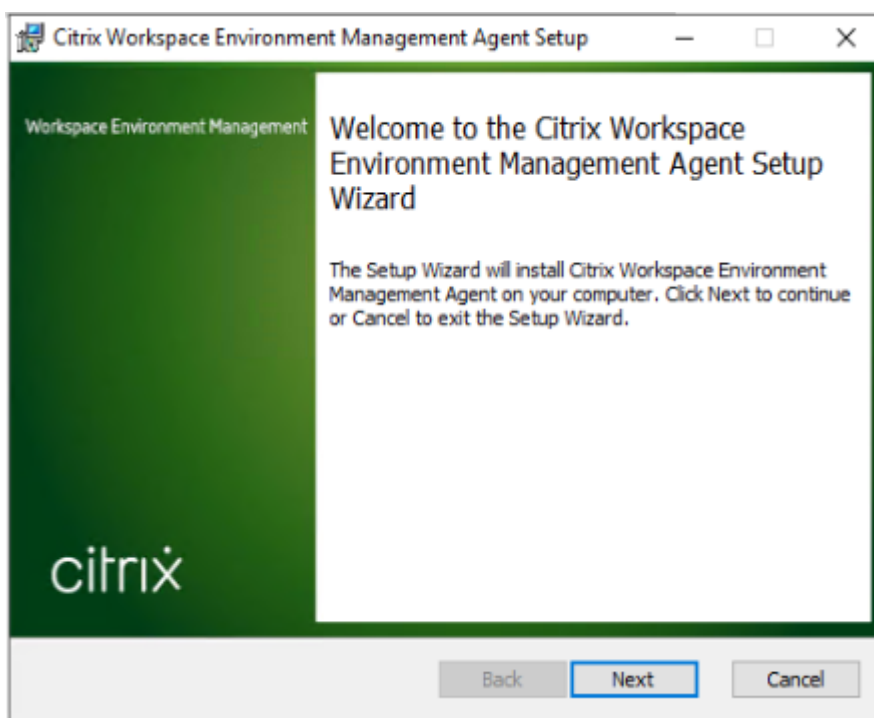 Citrix Workspace Environment Management Agent Setup
Workspace Environment Management
Welcome to the Citrix Workspace
Environment Management Agent Setup
Wizard
The Setup Wizard will install Citrix Workspace Environment
Management Agent on your computer. Click Next to continue
or Cancel to exit the Setup Wizard.
citrix
Back
Next
Cancel